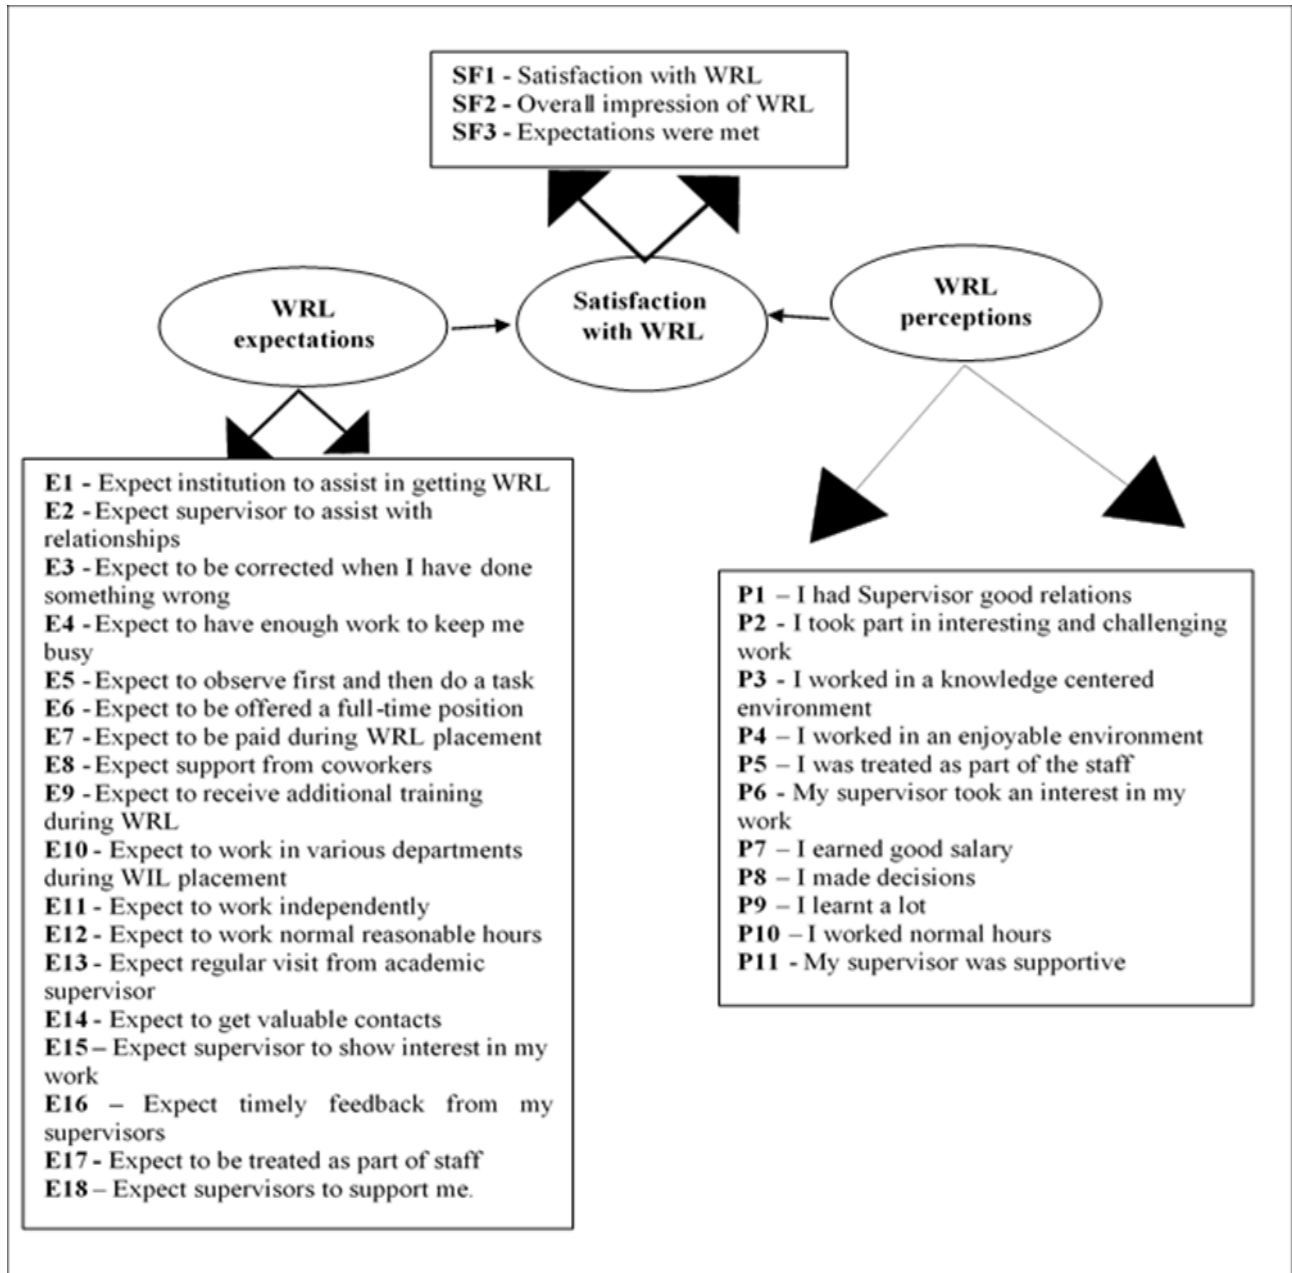 SF1 - Satisfaction with WRL
SF2 - Overall impression of WRL
SF3 - Expectations were met
WRL
expectations
Satisfaction
with WRL
WRL
perceptions
E1 - Expect institution to assist in getting WRL
E2 - Expect supervisor to assist with
relationships
E3 - Expect to be corrected when I have done
something wrong
E4 - Expect to have enough work to keep me
busy
E5 - Expect to observe first and then do a task
E6 - Expect to be offered a full-time position
E7 - Expect to be paid during WRL placement
E8 - Expect support from coworkers
E9 - Expect to receive additional training
during WRL
E10 - Expect to work in various departments
during WIL placement
E11 - Expect to work independently
E12 - Expect to work normal reasonable hours
E13 - Expect regular visit from academic
supervisor
E14 - Expect to get valuable contacts
E15 – Expect supervisor to show interest in my
work
E16 – Expect timely feedback from my
supervisors
E17 - Expect to be treated as part of staff
E18 – Expect supervisors to support me.
P1 – I had Supervisor good relations
P2 - I took part in interesting and challenging
work
P3 - I worked in a knowledge centered
environment
P4 – I worked in an enjoyable environment
P5 – I was treated as part of the staff
P6 - My supervisor took an interest in my
work
P7 – I earned good salary
P8 – I made decisions
P9 – I learnt a lot
P10 – I worked normal hours
P11 - My supervisor was supportive